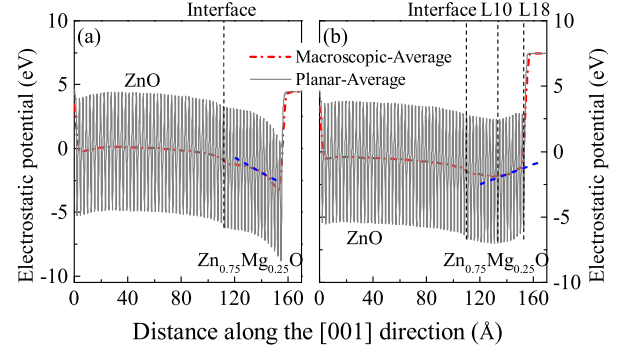 Interface
Interface L10 L18
(a)
(b)
Macroscopic-Average
Planar-Average
ZnO
ZnO
Zn0.75Mg0.25O
Zn0.75Mg0.25O
Electrostatic potential (eV)
10
5
0
-5
-10
0 40 80 120 160
0 40 80 120 160
10
5
0
-5
-10
Electrostatic potential (eV)
Distance along the [001] direction (Å)